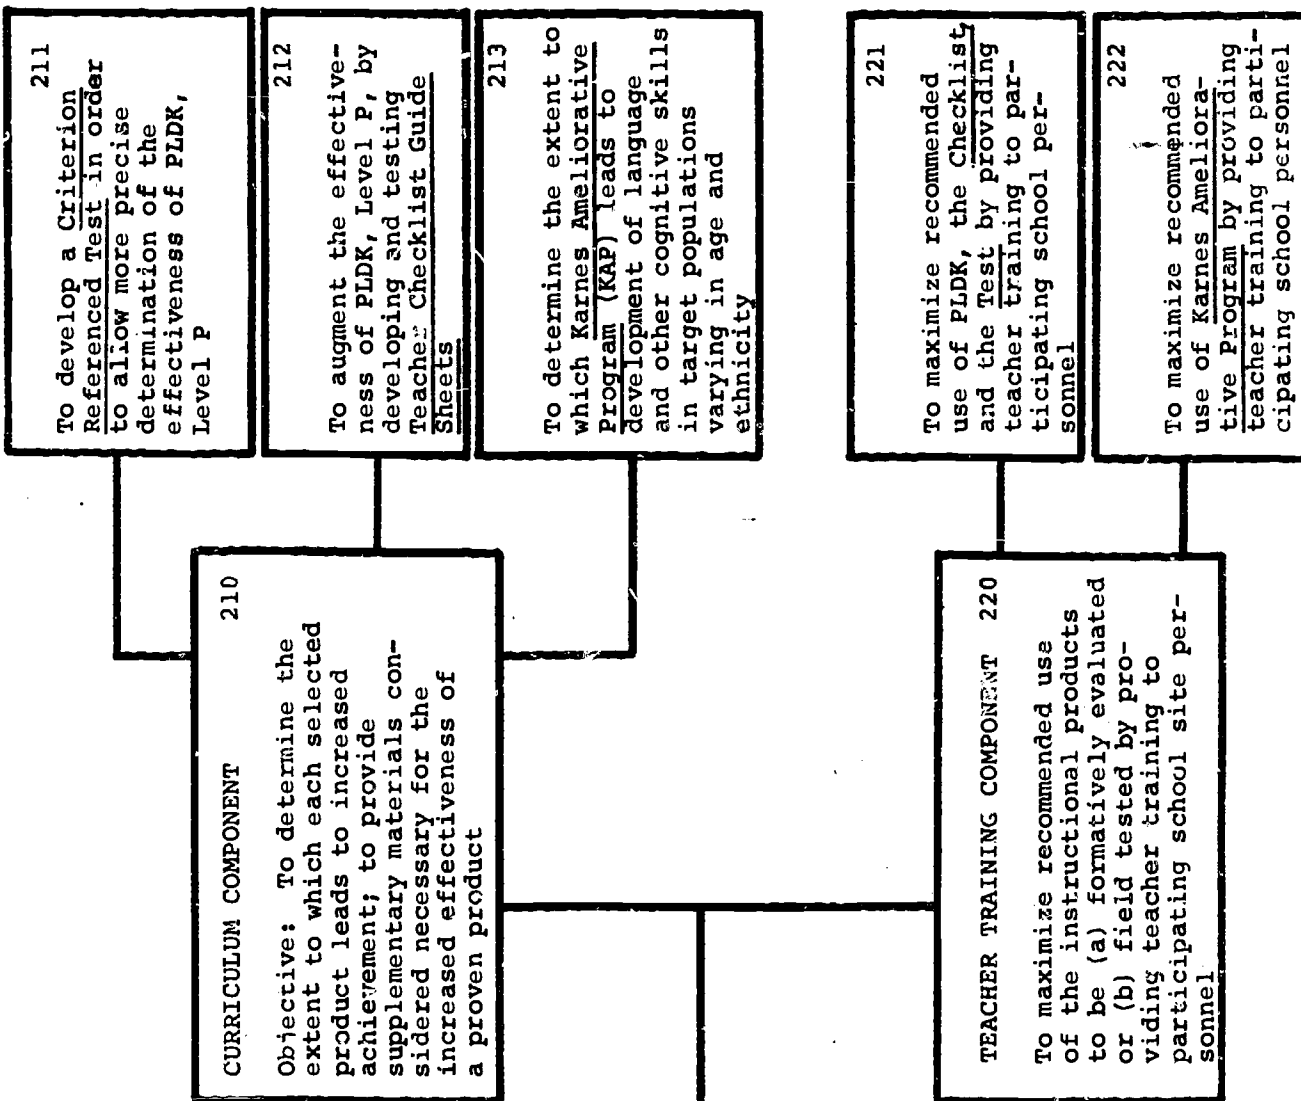 211
To develop a Criterion
Referenced Test in order
to allow more precise
determination of the
effectiveness of PLDK,
Level P
212
To augment the effective-
ness of PLDK, Level P, by
developing and testing
Teacher Checklist Guide
Sheets
213
To determine the extent to
which Karnes Ameliorative
Program (KAP) leads to
development of language
and other cognitive skills
in target populations
varying in age and
ethnicity
221
To maximize recommended
use of PLDK, the Checklist,
and the Test by providing
teacher training to par-
ticipating school per-
sonnel
222
To maximize recommended
use of Karnes Ameliora-
tive Program by providing
teacher training to parti-
cipating school personnel
CURRICULUM COMPONENT 210
Objective: To determine the
extent to which each selected
product leads to increased
achievement; to provide
supplementary materials con-
sidered necessary for the
increased effectiveness of
a proven product
TEACHER TRAINING COMPONENT 220
To maximize recommended use
of the instructional products
to be (a) formatively evaluated
or (b) field tested by pro-
viding teacher training to
participating school site per-
sonnel